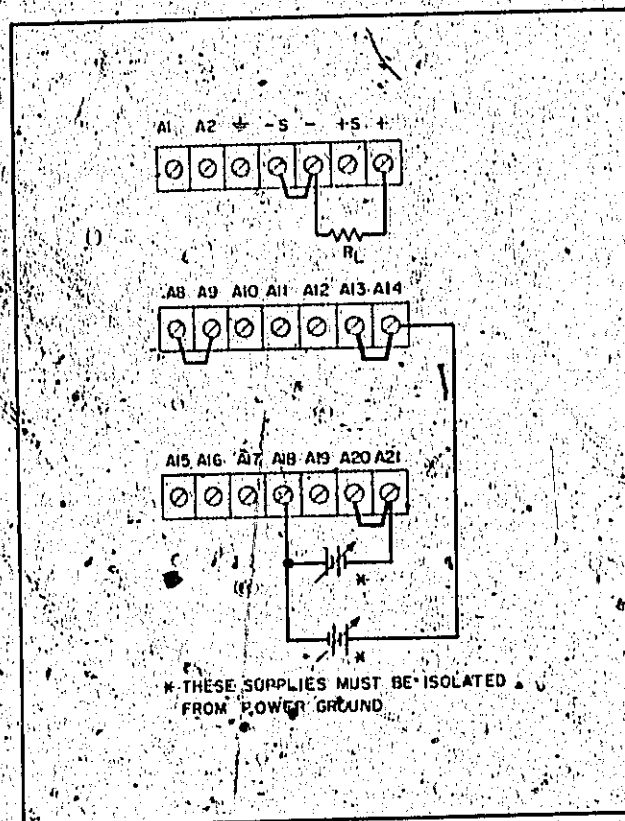 A1 A2 ⏚ -S - +S +
RL
A8 A9 A10 A11 A12 A13 A14
A15 A16 A17 A18 A19 A20 A21
*
*
* THESE SUPPLIES MUST BE ISOLATED
FROM POWER GROUND